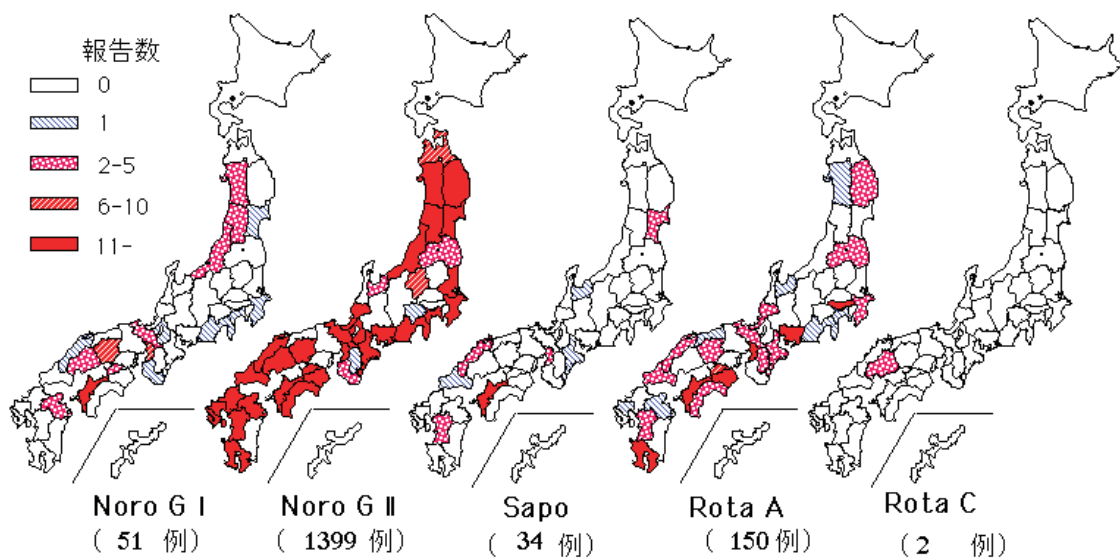 報告数
0
1
2-5
6-10
11-
Noro G I
( 51 例)
Noro G Ⅱ
( 1399 例)
Sapo
( 34 例)
Rota A
( 150 例)
Rota C
( 2 例)